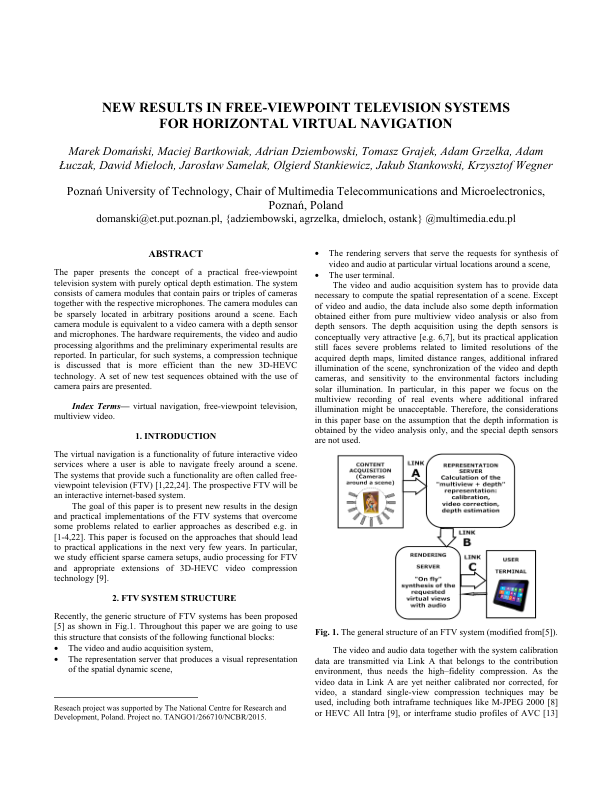 NEW RESULTS IN FREE-VIEWPOINT TELEVISION SYSTEMS
FOR HORIZONTAL VIRTUAL NAVIGATION
Marek Domański, Maciej Bartkowiak, Adrian Dziembowski, Tomasz Grajek, Adam Grzelka, Adam
Łuczak, Dawid Mieloch, Jarosław Samelak, Olgierd Stankiewicz, Jakub Stankowski, Krzysztof Wegner
Poznań University of Technology, Chair of Multimedia Telecommunications and Microelectronics,
Poznań, Poland
domanski@et.put.poznan.pl, {adziembowski, agrzelka, dmieloch, ostank} @multimedia.edu.pl
ABSTRACT
The paper presents the concept of a practical free-viewpoint
television system with purely optical depth estimation. The system
consists of camera modules that contain pairs or triples of cameras
together with the respective microphones. The camera modules can
be sparsely located in arbitrary positions around a scene. Each
camera module is equivalent to a video camera with a depth sensor
and microphones. The hardware requirements, the video and audio
processing algorithms and the preliminary experimental results are
reported. In particular, for such systems, a compression technique
is discussed that is more efficient than the new 3D-HEVC
technology. A set of new test sequences obtained with the use of
camera pairs are presented.
Index Terms— virtual navigation, free-viewpoint television,
multiview video.
1. INTRODUCTION
The virtual navigation is a functionality of future interactive video
services where a user is able to navigate freely around a scene.
The systems that provide such a functionality are often called free-
viewpoint television (FTV) [1,22,24]. The prospective FTV will be
an interactive internet-based system.
The goal of this paper is to present new results in the design
and practical implementations of the FTV systems that overcome
some problems related to earlier approaches as described e.g. in
[1-4,22]. This paper is focused on the approaches that should lead
to practical applications in the next very few years. In particular,
we study efficient sparse camera setups, audio processing for FTV
and appropriate extensions of 3D-HEVC video compression
technology [9].
2. FTV SYSTEM STRUCTURE
Recently, the generic structure of FTV systems has been proposed
[5] as shown in Fig.1. Throughout this paper we are going to use
this structure that consists of the following functional blocks:
• The video and audio acquisition system,
• The representation server that produces a visual representation
of the spatial dynamic scene,
Reseach project was supported by The National Centre for Research and
Development, Poland. Project no. TANGO1/266710/NCBR/2015.
• The rendering servers that serve the requests for synthesis of
video and audio at particular virtual locations around a scene,
• The user terminal.
The video and audio acquisition system has to provide data
necessary to compute the spatial representation of a scene. Except
of video and audio, the data include also some depth information
obtained either from pure multiview video analysis or also from
depth sensors. The depth acquisition using the depth sensors is
conceptually very attractive [e.g. 6,7], but its practical application
still faces severe problems related to limited resolutions of the
acquired depth maps, limited distance ranges, additional infrared
illumination of the scene, synchronization of the video and depth
cameras, and sensitivity to the environmental factors including
solar illumination. In particular, in this paper we focus on the
multiview recording of real events where additional infrared
illumination might be unacceptable. Therefore, the considerations
in this paper base on the assumption that the depth information is
obtained by the video analysis only, and the special depth sensors
are not used.
CONTENT
ACQUISITION
(Cameras
around a scene)
LINK
A
REPRESENTATION
SERVER
Calculation of the
"multiview + depth"
representation:
calibration,
video correction,
depth estimation
LINK
B
RENDERING
SERVER
"On fly"
synthesis of the
requested
virtual views
with audio
LINK
C
USER
TERMINAL
Fig. 1. The general structure of an FTV system (modified from[5]).
The video and audio data together with the system calibration
data are transmitted via Link A that belongs to the contribution
environment, thus needs the high–fidelity compression. As the
video data in Link A are yet neither calibrated nor corrected, for
video, a standard single-view compression techniques may be
used, including both intraframe techniques like M-JPEG 2000 [8]
or HEVC All Intra [9], or interframe studio profiles of AVC [13]